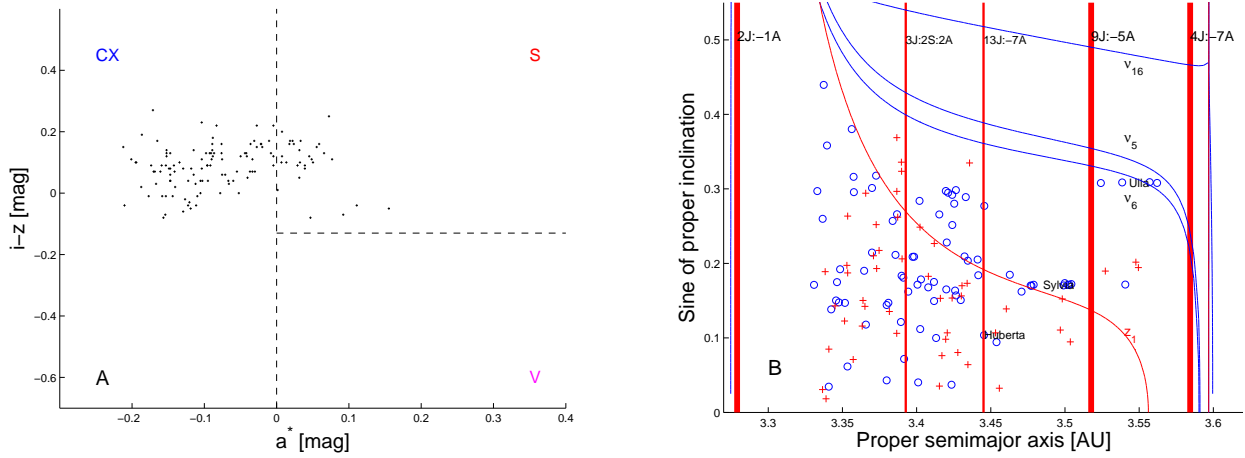 CX
S
V
A
i−z [mag]
a* [mag]
0.6
0.4
0.2
0
−0.2
−0.4
−0.6
−0.2
−0.1
0
0.1
0.2
0.3
0.4
2J:−1A
3J:2S:2A
13J:−7A
9J:−5A
4J:−7A
ν16
ν5
Ulla
ν6
Sylvia
z1
Huberta
B
Sine of proper inclination
Proper semimajor axis [AU]
0.5
0.4
0.3
0.2
0.1
0
3.3
3.35
3.4
3.45
3.5
3.55
3.6